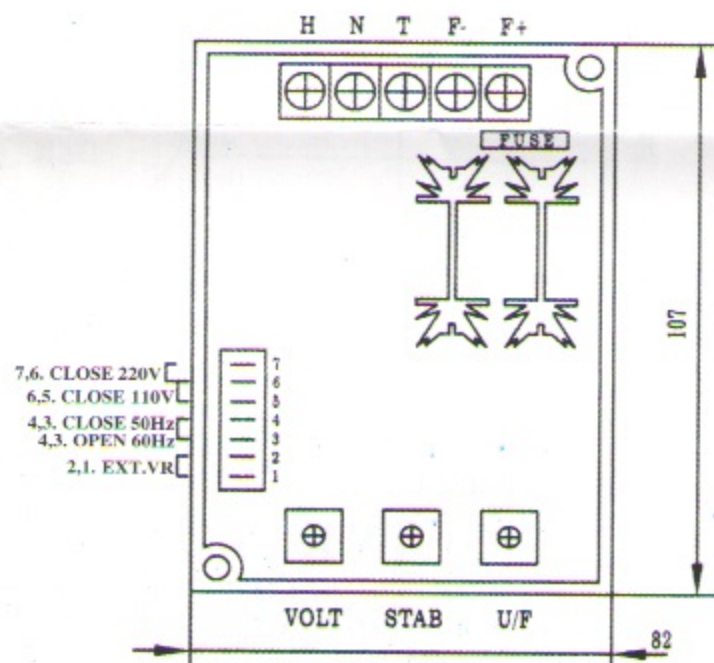 H N T F- F+
FUSE
107
7,6. CLOSE 220V
6,5. CLOSE 110V
4,3. CLOSE 50Hz
4,3. OPEN 60Hz
2,1. EXT.VR
7
6
5
4
3
2
1
VOLT STAB U/F
82